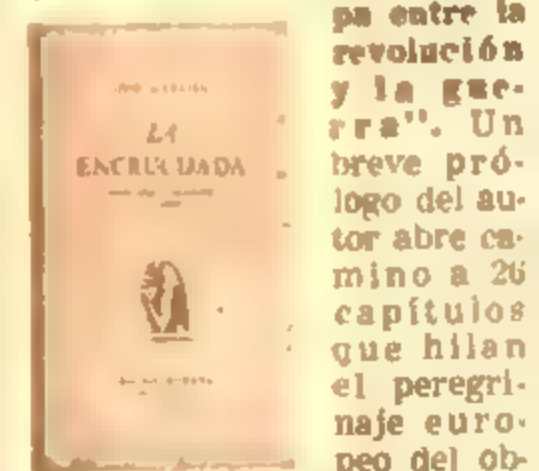 LA
ENCRUCIJADA
pa entre la
revolución
y la gue-
rra". Un
breve pró-
logo del au-
tor abre ca-
mino a 26
capítulos
que hilan
el peregri-
naje euro-
peo del ob-